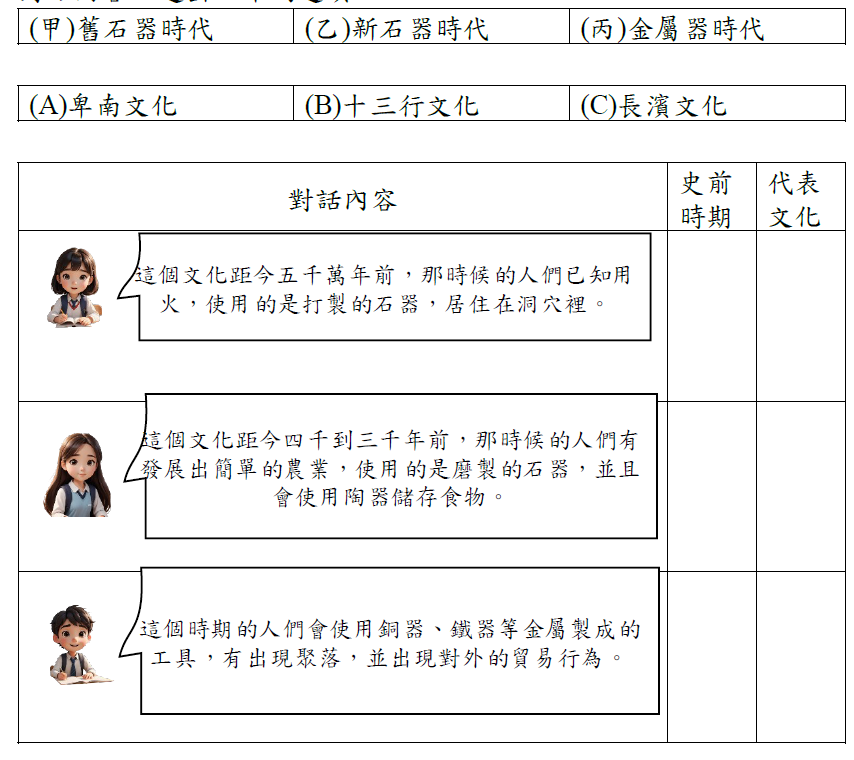 (甲)舊石器時代 (乙)新石器時代 (丙)金屬器時代
(A)卑南文化 (B)十三行文化 (C)長濱文化
對話內容 史前時期 代表文化
這個文化距今五千萬年前，那時候的人們已知用
火，使用的是打製的石器，居住在洞穴裡。
這個文化距今四千到三千年前，那時候的人們有
發展出簡單的農業，使用的是磨製的石器，並且
會使用陶器儲存食物。
這個時期的人們會使用銅器、鐵器等金屬製成的
工具，有出現聚落，並出現對外的貿易行為。